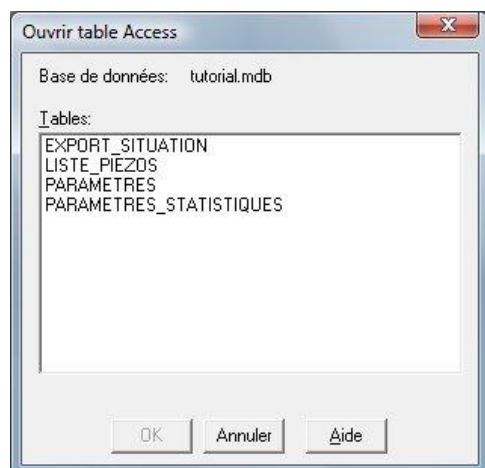 Ouvrir table Access
Base de données: tutorial.mdb
Tables:
EXPORT_SITUATION
LISTE_PIEZOS
PARAMETRES
PARAMETRES_STATISTIQUES
OK Annuler Aide